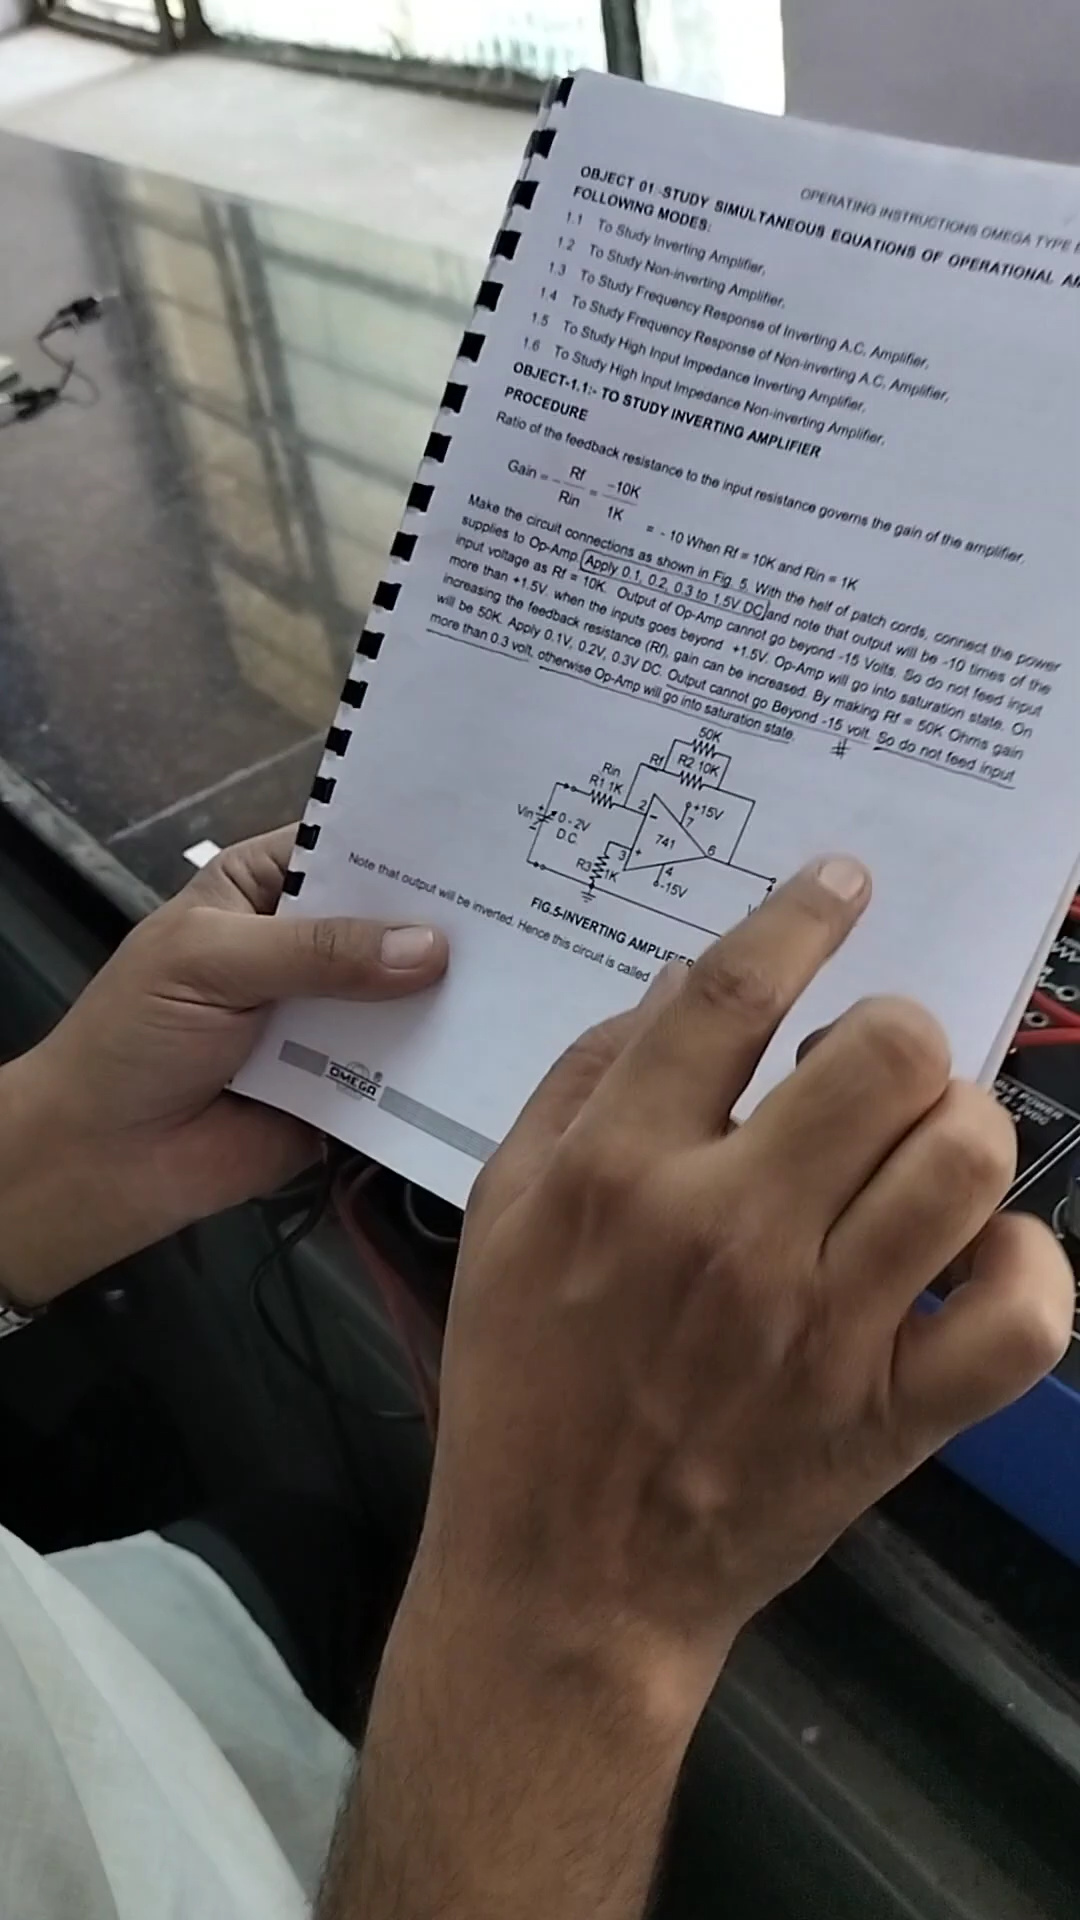 OPERATING INSTRUCTIONS OMEGA TYPE
OBJECT 01:-STUDY SIMULTANEOUS EQUATIONS OF OPERATIONAL
FOLLOWING MODES:
1.1 To Study Inverting Amplifier,
1.2 To Study Non-inverting Amplifier,
1.3 To Study Frequency Response of Inverting A.C. Amplifier,
1.4 To Study Frequency Response of Non-inverting A.C. Amplifier,
1.5 To Study High Input Impedance Inverting Amplifier,
1.6 To Study High Input Impedance Non-inverting Amplifier,
OBJECT-1.1:- TO STUDY INVERTING AMPLIFIER
PROCEDURE
Ratio of the feedback resistance to the input resistance governs the gain of the amplifier.
Gain = - Rf / Rin = -10K / 1K = - 10 When Rf = 10K and Rin = 1K
Make the circuit connections as shown in Fig. 5. With the help of patch cords, connect the power
supplies to Op-Amp. Apply 0.1, 0.2, 0.3 to 1.5V DC and note that output will be -10 times of the
input voltage as Rf = 10K. Output of Op-Amp cannot go beyond -15 Volts. So do not feed input
more than +1.5V. when the inputs goes beyond +1.5V. Op-Amp will go into saturation state. On
increasing the feedback resistance (Rf), gain can be increased. By making Rf = 50K Ohms gain
will be 50K. Apply 0.1V, 0.2V, 0.3V DC. Output cannot go Beyond -15 volt. So do not feed input
more than 0.3 volt, otherwise Op-Amp will go into saturation state. #
50K
Rf R2 10K
Rin
R1 1K
2 - +15V
7
Vin 0-2V
D.C.
741 6
3 +
R3 1K
4
-15V
FIG.5-INVERTING AMPLIFIER
Note that output will be inverted. Hence this circuit is called
OMEGA